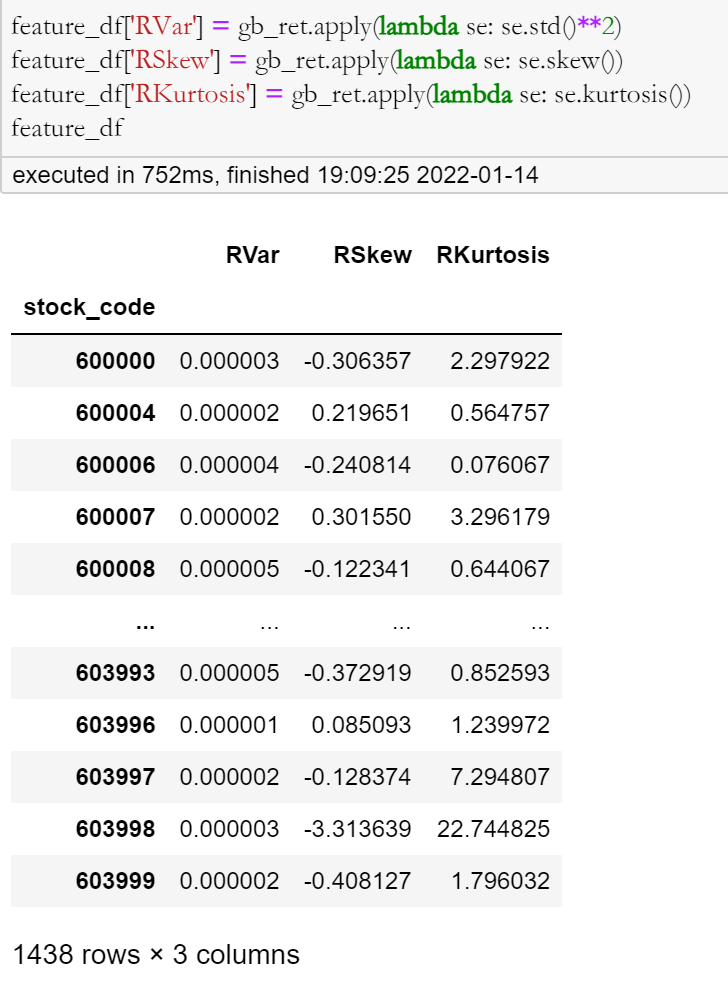 feature_df['RVar'] = gb_ret.apply(lambda se: se.std()**2)
feature_df['RSkew'] = gb_ret.apply(lambda se: se.skew())
feature_df['RKurtosis'] = gb_ret.apply(lambda se: se.kurtosis())
feature_df
executed in 752ms, finished 19:09:25 2022-01-14
RVar RSkew RKurtosis
stock_code
600000 0.000003 -0.306357 2.297922
600004 0.000002 0.219651 0.564757
600006 0.000004 -0.240814 0.076067
600007 0.000002 0.301550 3.296179
600008 0.000005 -0.122341 0.644067
... ... ... ...
603993 0.000005 -0.372919 0.852593
603996 0.000001 0.085093 1.239972
603997 0.000002 -0.128374 7.294807
603998 0.000003 -3.313639 22.744825
603999 0.000002 -0.408127 1.796032
1438 rows × 3 columns